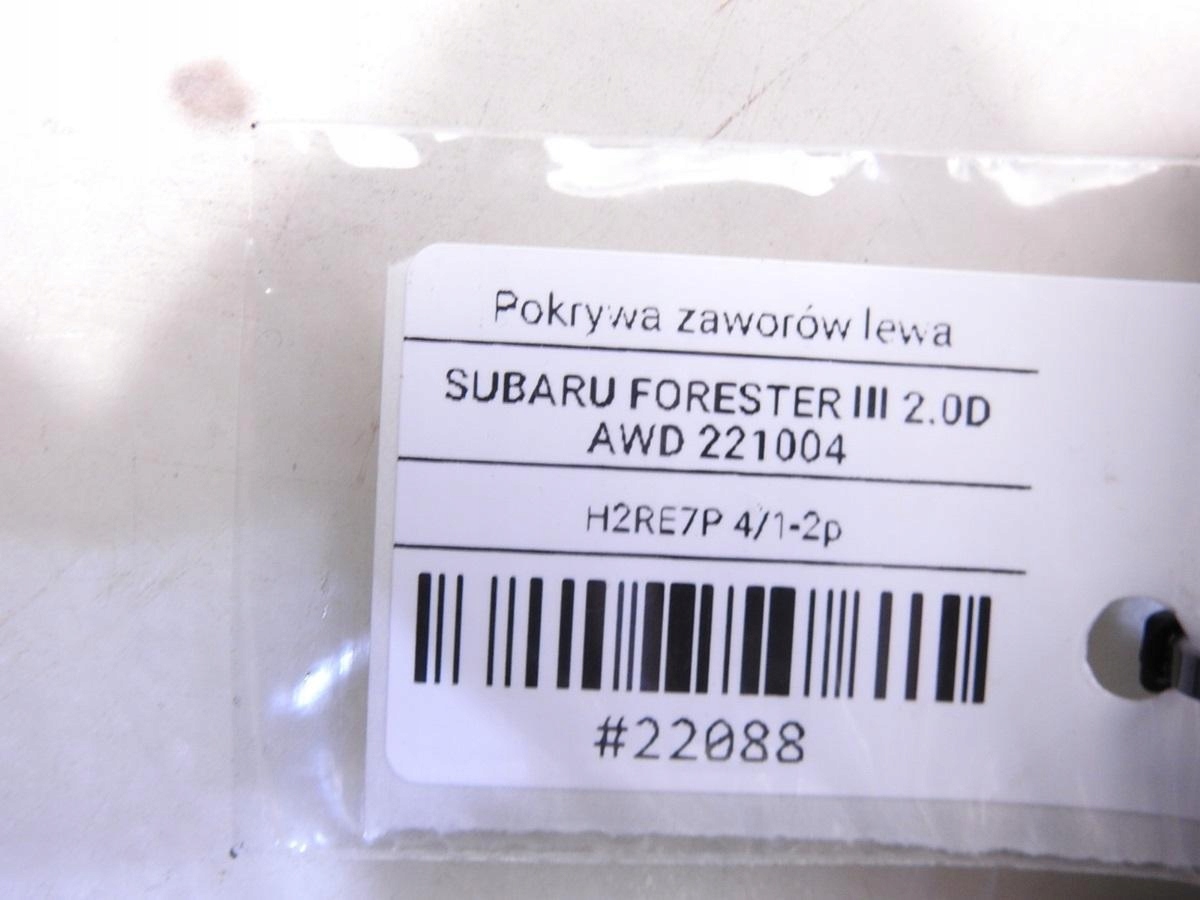 Pokrywa zaworów lewa
SUBARU FORESTER III 2.0D
AWD 221004
H2RE7P 4/1-2p
#22088